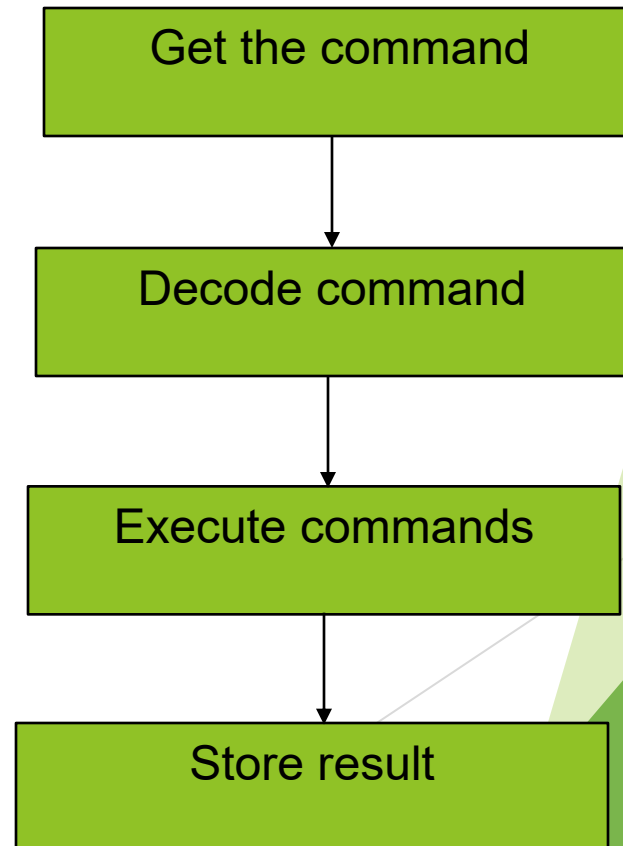 Get the command
Decode command
Execute commands
Store result